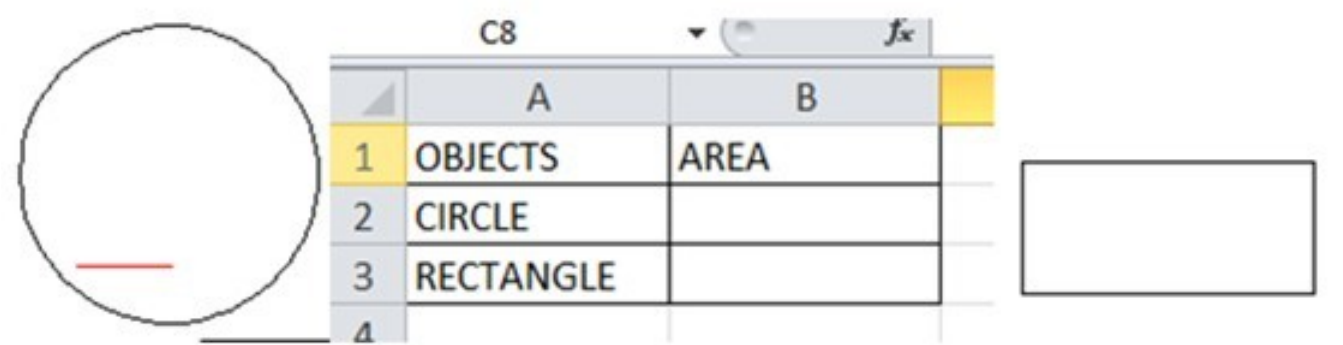 C8 fx
A B
1 OBJECTS AREA
2 CIRCLE
3 RECTANGLE
4